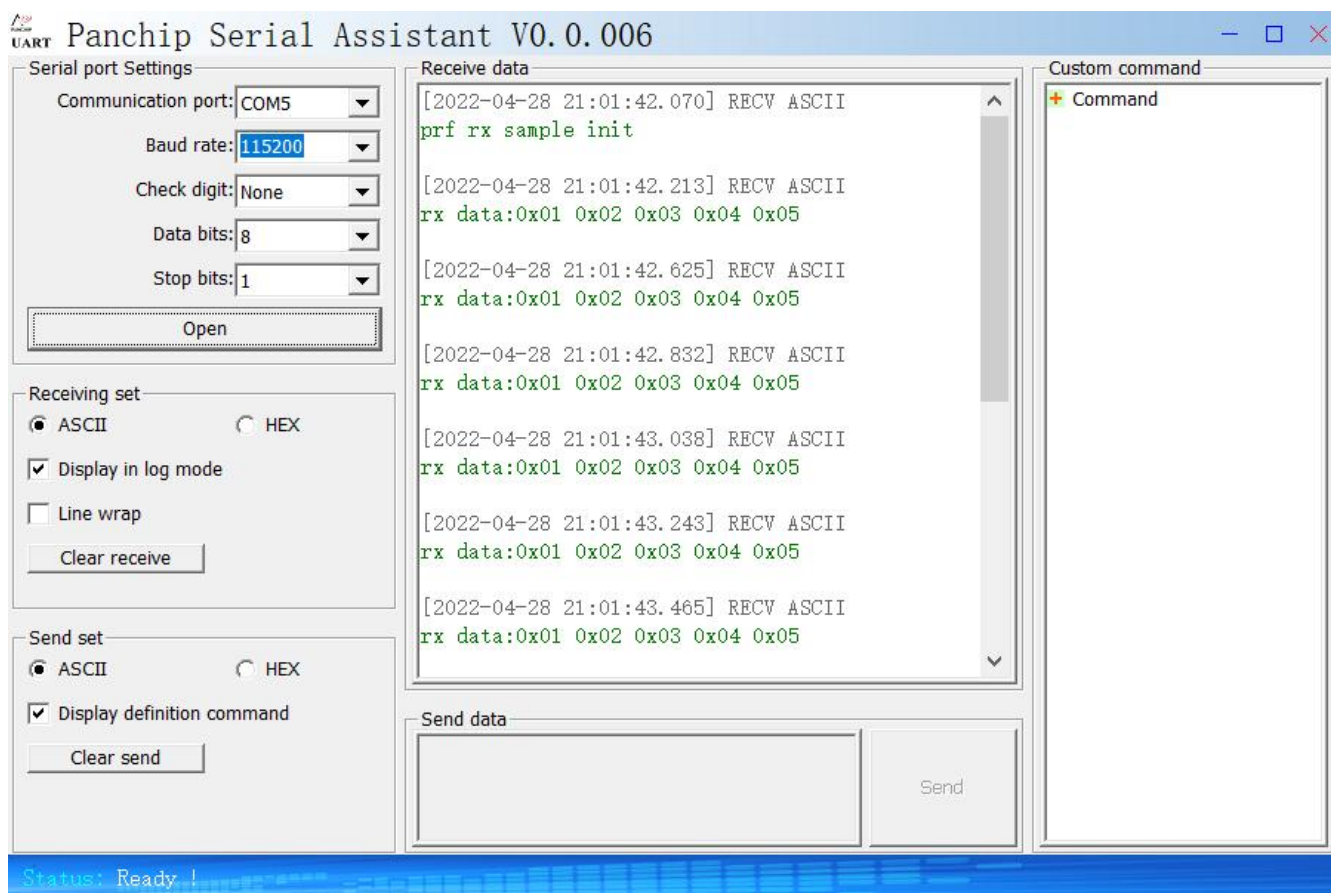 UART Panchip Serial Assistant V0.0.006
Serial port Settings
Communication port: COM5
Baud rate: 115200
Check digit: None
Data bits: 8
Stop bits: 1
Open
Receiving set
ASCII HEX
Display in log mode
Line wrap
Clear receive
Send set
ASCII HEX
Display definition command
Clear send
Receive data
[2022-04-28 21:01:42.070] RECV ASCII
prf rx sample init
[2022-04-28 21:01:42.213] RECV ASCII
rx data:0x01 0x02 0x03 0x04 0x05
[2022-04-28 21:01:42.625] RECV ASCII
rx data:0x01 0x02 0x03 0x04 0x05
[2022-04-28 21:01:42.832] RECV ASCII
rx data:0x01 0x02 0x03 0x04 0x05
[2022-04-28 21:01:43.038] RECV ASCII
rx data:0x01 0x02 0x03 0x04 0x05
[2022-04-28 21:01:43.243] RECV ASCII
rx data:0x01 0x02 0x03 0x04 0x05
[2022-04-28 21:01:43.465] RECV ASCII
rx data:0x01 0x02 0x03 0x04 0x05
Send data
Send
Custom command
Command
Status: Ready !